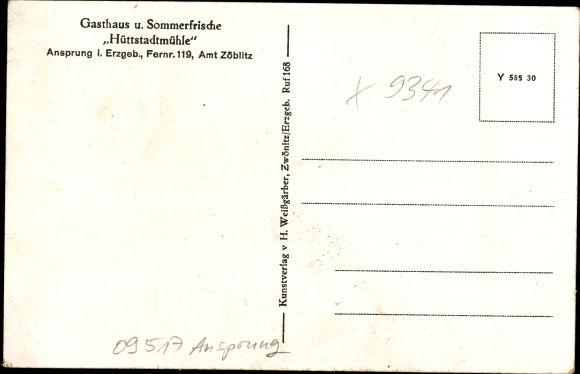 Gasthaus u. Sommerfrische
„Hüttstadtmühle“
Ansprung i. Erzgeb., Fernr. 119, Amt Zöblitz
Kunstverlag v H. Weißgärber, Zwönitz/Erzgeb. Ruf 168
x 9341
Y 585 30
09517 Ansprung